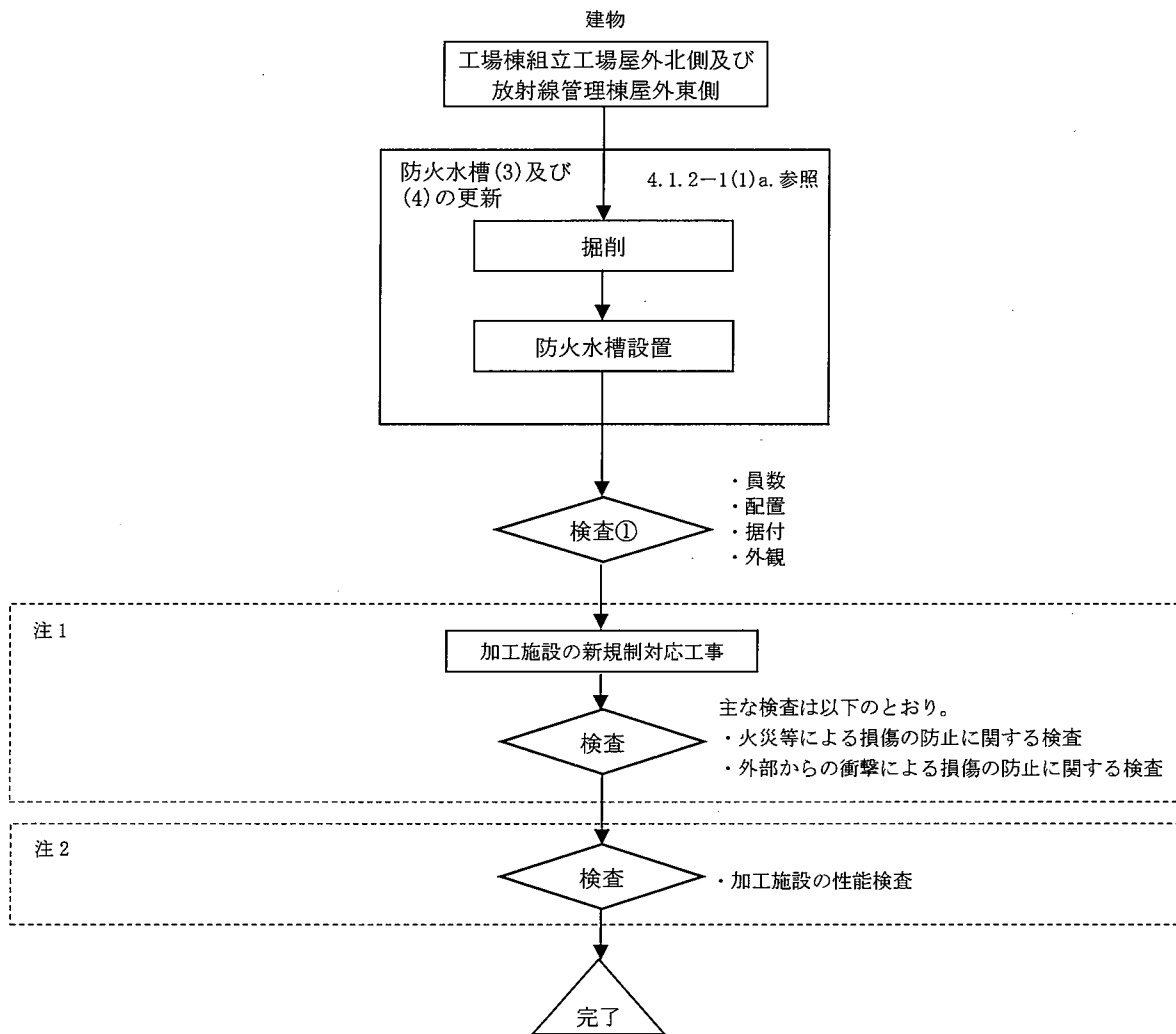 建物
工場棟組立工場屋外北側及び
放射線管理棟屋外東側
防火水槽(3)及び
(4)の更新
4.1.2－1(1)a.参照
掘削
防火水槽設置
検査①
・員数
・配置
・据付
・外観
注1
加工施設の新規制対応工事
検査
主な検査は以下のとおり。
・火災等による損傷の防止に関する検査
・外部からの衝撃による損傷の防止に関する検査
注2
検査
・加工施設の性能検査
完了